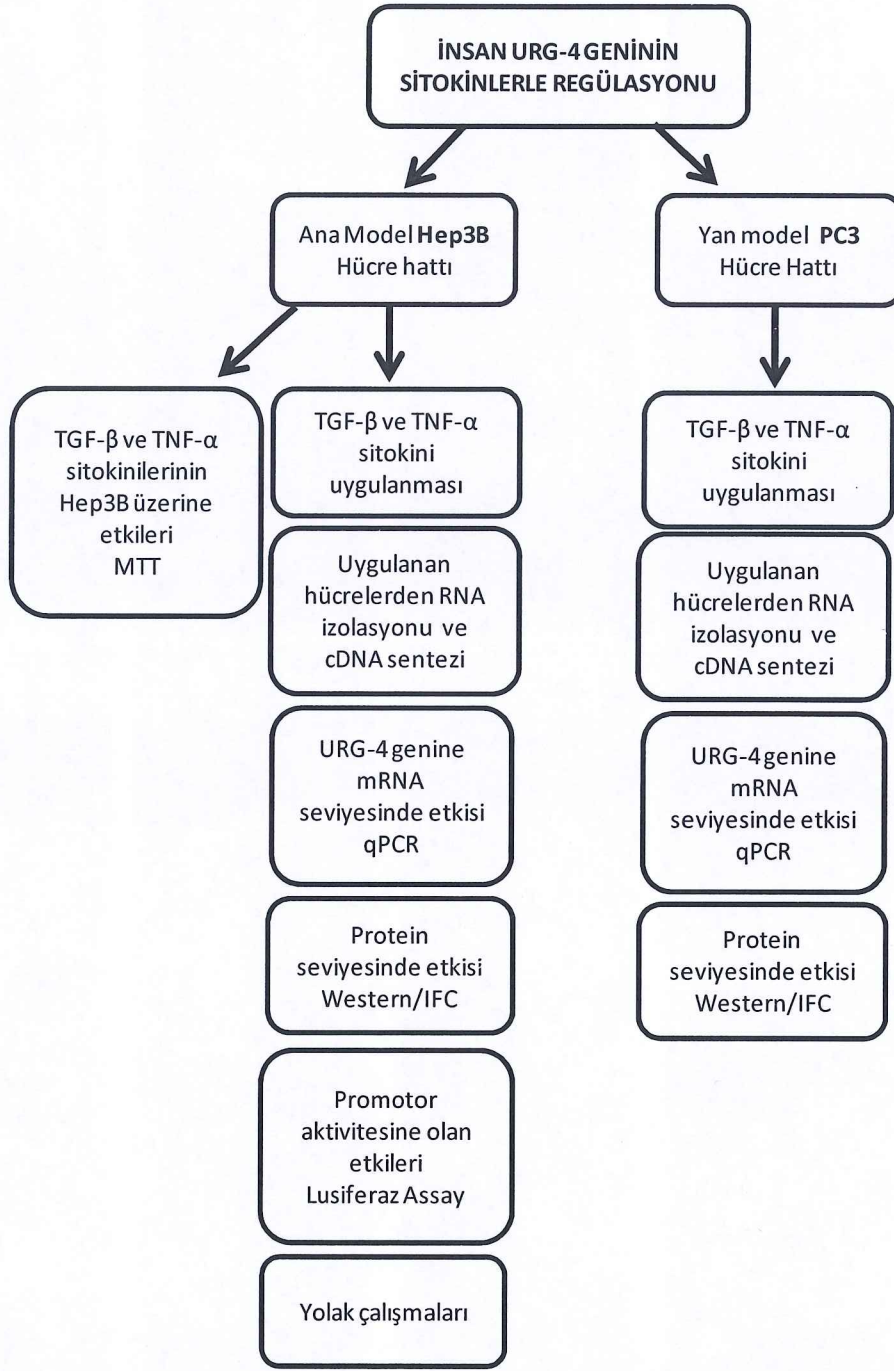 İNSAN URG-4 GENİNİN
SİTOKİNLERLE REGÜLASYONU
Ana Model Hep3B
Hücre hattı
Yan model PC3
Hücre Hattı
TGF-β ve TNF-α
sitokinilerinin
Hep3B üzerine
etkileri
MTT
TGF-β ve TNF-α
sitokini
uygulanması
Uygulanan
hücrelerden RNA
izolasyonu ve
cDNA sentezi
URG-4 genine
mRNA
seviyesinde etkisi
qPCR
Protein
seviyesinde etkisi
Western/IFC
Promotor
aktivitesine olan
etkileri
Lusiferaz Assay
Yolak çalışmaları
TGF-β ve TNF-α
sitokini
uygulanması
Uygulanan
hücrelerden RNA
izolasyonu ve
cDNA sentezi
URG-4 genine
mRNA
seviyesinde etkisi
qPCR
Protein
seviyesinde etkisi
Western/IFC